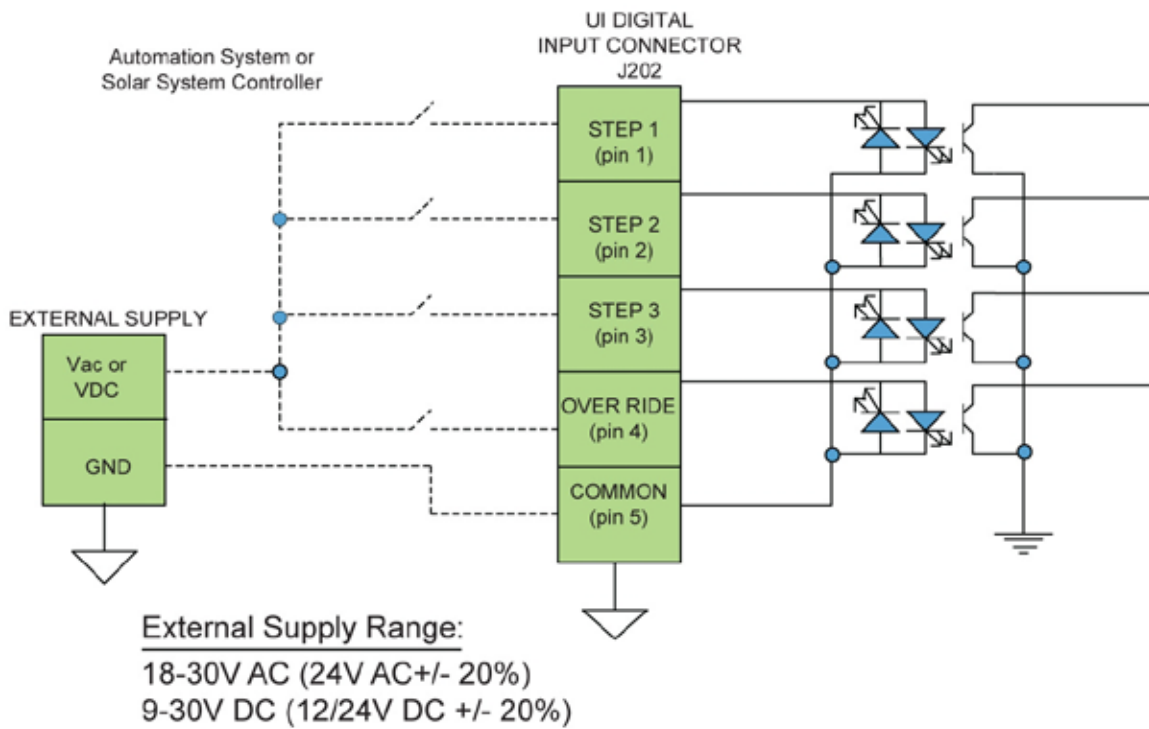 UI DIGITAL
INPUT CONNECTOR
J202
Automation System or
Solar System Controller
STEP 1
(pin 1)
STEP 2
(pin 2)
STEP 3
(pin 3)
EXTERNAL SUPPLY
Vac or
VDC
OVER RIDE
(pin 4)
GND
COMMON
(pin 5)
External Supply Range:
18-30V AC (24V AC+/- 20%)
9-30V DC (12/24V DC +/- 20%)